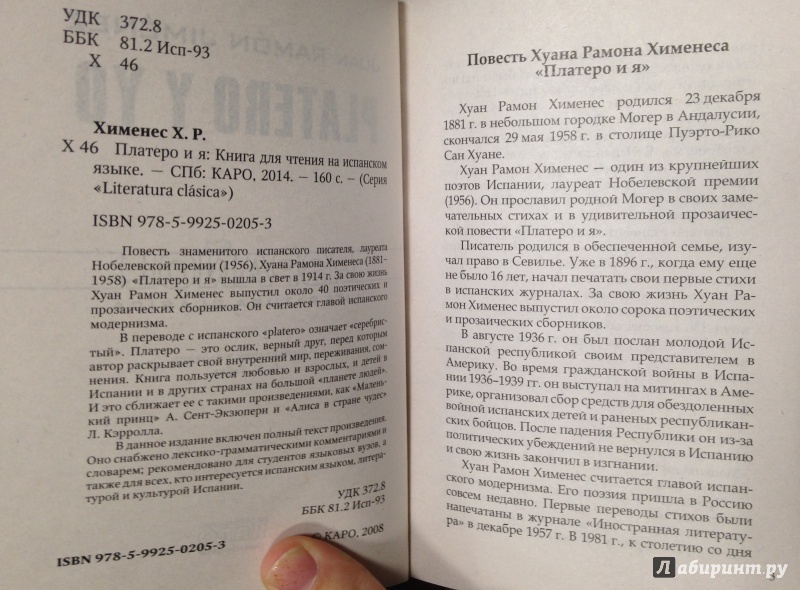 УДК 372.8
ББК 81.2 Исп-93
Х 46
JUAN RAMÓN JIM
PLATERO Y YO
Хименес Х. Р.
Х 46 Платеро и я: Книга для чтения на испанском
языке. — СПб: КАРО, 2014. — 160 с. — (Серия
«Literatura clásica»)
ISBN 978-5-9925-0205-3
Повесть знаменитого испанского писателя, лауреата
Нобелевской премии (1956), Хуана Рамона Хименеса (1881–
1958) «Платеро и я» вышла в свет в 1914 г. За свою жизнь
Хуан Рамон Хименес выпустил около 40 поэтических и
прозаических сборников. Он считается главой испанского
модернизма.
В переводе с испанского «platero» означает «серебрис-
тый». Платеро — это ослик, верный друг, перед которым
автор раскрывает свой внутренний мир, переживания, сом-
нения. Книга пользуется любовью и взрослых, и детей в
Испании и в других странах на большой «планете людей».
И это сближает ее с такими произведениями, как «Малень-
кий принц» А. Сент-Экзюпери и «Алиса в стране чудес»
Л. Кэрролла.
В данное издание включен полный текст произведения.
Оно снабжено лексико-грамматическими комментариями и
словарем; рекомендовано для студентов языковых вузов, а
также для всех, кто интересуется испанским языком, литера-
турой и культурой Испании.
УДК 372.8
ББК 81.2 Исп-93
© КАРО, 2008
ISBN 978-5-9925-0205-3
Повесть Хуана Рамона Хименеса
«Платеро и я»
Хуан Рамон Хименес родился 23 декабря
1881 г. в небольшом городке Могер в Андалусии,
скончался 29 мая 1958 г. в столице Пуэрто-Рико
Сан Хуане.
Хуан Рамон Хименес — один из крупнейших
поэтов Испании, лауреат Нобелевской премии
(1956). Он прославил родной Могер в своих заме-
чательных стихах и в удивительной прозаичес-
кой повести «Платеро и я».
Писатель родился в обеспеченной семье, изу-
чал право в Севилье. Уже в 1896 г., когда ему еще
не было 16 лет, начал печатать свои первые стихи
в испанских журналах. За свою жизнь Хуан Ра-
мон Хименес выпустил около сорока поэтических
и прозаических сборников.
В августе 1936 г. он был послан молодой Ис-
панской республикой своим представителем в
Америку. Во время гражданской войны в Испа-
нии 1936–1939 гг. он выступал на митингах в Аме-
рике, организовал сбор средств для обездоленных
войной испанских детей и раненых республикан-
ских бойцов. После падения Республики он из-за
политических убеждений не вернулся в Испанию
и свою жизнь закончил в изгнании.
Хуан Рамон Хименес считается главой испан-
ского модернизма. Его поэзия пришла в Россию
совсем недавно. Первые переводы стихов были
напечатаны в журнале «Иностранная литерату-
ра» в декабре 1957 г. В 1981 г., к столетию со дня
3
Лабиринт.ру